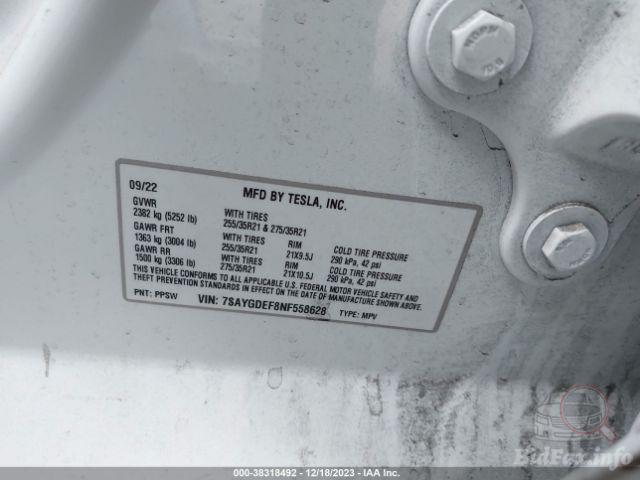 09/22 MFD BY TESLA, INC.
GVWR
2382 kg (5252 lb) WITH TIRES
255/35R21 & 275/35R21
GAWR FRT
1363 kg (3004 lb) WITH TIRES RIM COLD TIRE PRESSURE
255/35R21 21X9.5J 290 kPa, 42 psi
GAWR RR
1500 kg (3306 lb) WITH TIRES RIM COLD TIRE PRESSURE
275/35R21 21X10.5J 290 kPa, 42 psi
THIS VEHICLE CONFORMS TO ALL APPLICABLE U.S. FEDERAL MOTOR VEHICLE SAFETY AND
THEFT PREVENTION STANDARDS IN EFFECT ON THE DATE OF MANUFACTURE SHOWN ABOVE.
PNT: PPSW VIN: 7SAYGDEF8NF558628 TYPE: MPV
BidFax.info
000-38318492 - 12/18/2023 - IAA Inc.